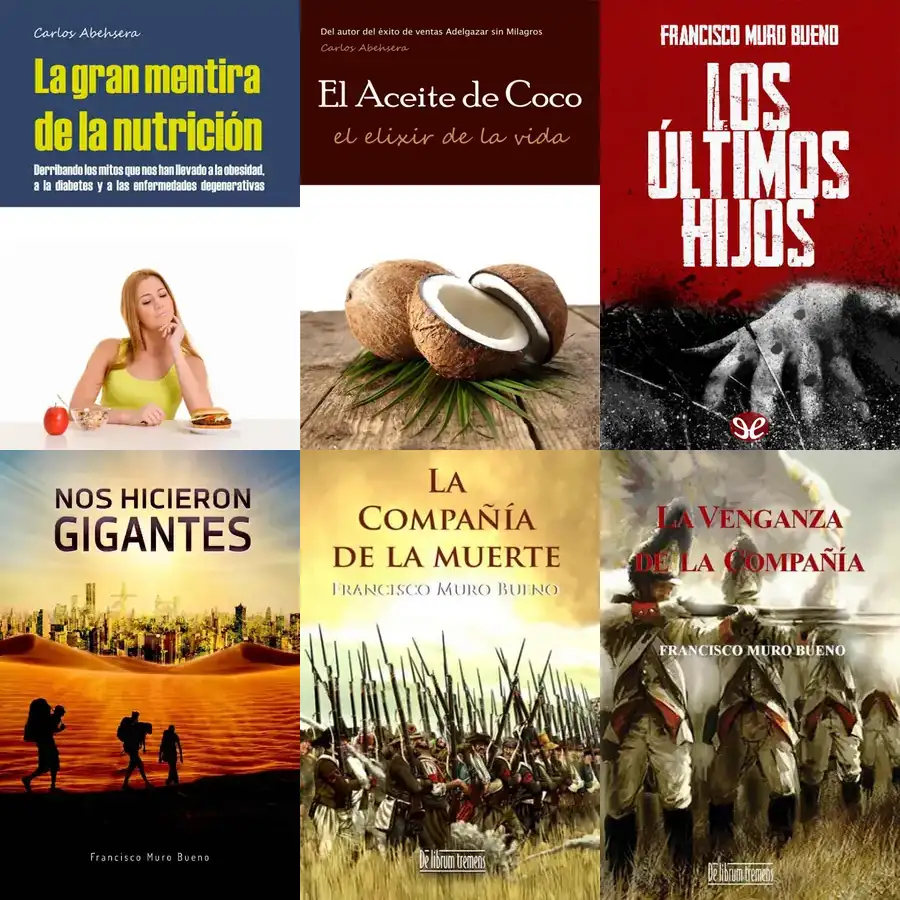 Carlos Abehsera
La gran mentira
de la nutrición
Derribando los mitos que nos han llevado a la obesidad,
a la diabetes y a las enfermedades degenerativas
Del autor del éxito de ventas Adelgazar sin Milagros
Carlos Abehsera
El Aceite de Coco
el elixir de la vida
FRANCISCO MURO BUENO
LOS
ÚLTIMOS
HIJOS
NOS HICIERON
GIGANTES
Francisco Muro Bueno
LA
COMPAÑÍA
DE LA MUERTE
FRANCISCO MURO BUENO
De librum tremens
LA VENGANZA
DE LA COMPAÑÍA
FRANCISCO MURO BUENO
De librum tremens